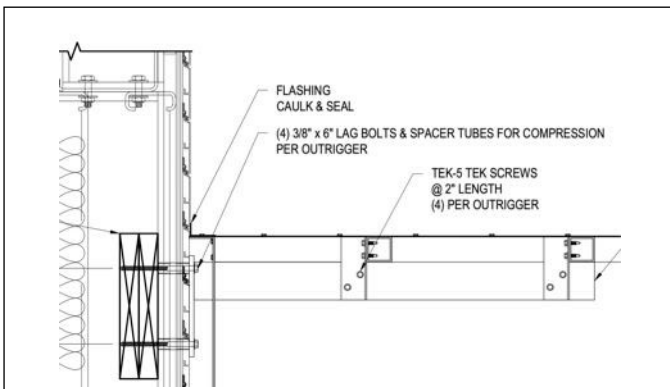 FLASHING
CAULK & SEAL
(4) 3/8" x 6" LAG BOLTS & SPACER TUBES FOR COMPRESSION
PER OUTRIGGER
TEK-5 TEK SCREWS
@ 2" LENGTH
(4) PER OUTRIGGER